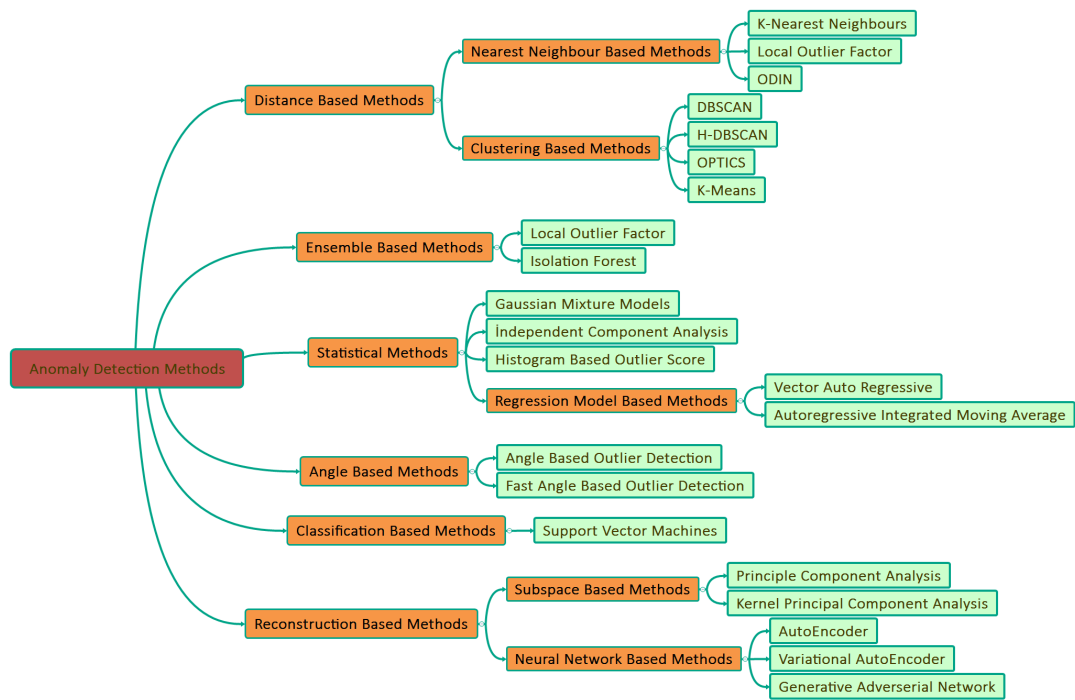 K-Nearest Neighbours
Nearest Neighbour Based Methods
Local Outlier Factor
ODIN
Distance Based Methods
DBSCAN
H-DBSCAN
Clustering Based Methods
OPTICS
K-Means
Ensemble Based Methods
Local Outlier Factor
Isolation Forest
Anomaly Detection Methods
Statistical Methods
Gaussian Mixture Models
İndependent Component Analysis
Histogram Based Outlier Score
Regression Model Based Methods
Vector Auto Regressive
Autoregressive Integrated Moving Average
Angle Based Methods
Angle Based Outlier Detection
Fast Angle Based Outlier Detection
Classification Based Methods
Support Vector Machines
Reconstruction Based Methods
Subspace Based Methods
Principle Component Analysis
Kernel Principal Component Analysis
Neural Network Based Methods
AutoEncoder
Variational AutoEncoder
Generative Adverserial Network